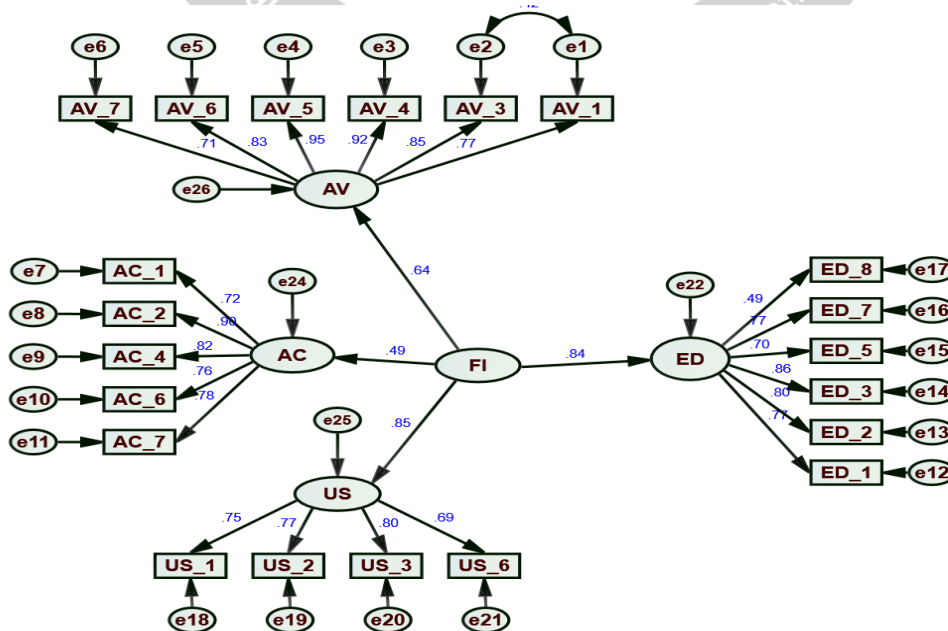 .42
e6 e5 e4 e3 e2 e1
AV_7 AV_6 AV_5 AV_4 AV_3 AV_1
.71 .83 .95 .92 .85 .77
e26 AV
.64
e7 AC_1
e8 AC_2
e9 AC_4
e10 AC_6
e11 AC_7
.72
.90
.82
.76
.78
e24
AC
.49
FI
.84
e22
ED
.49
.77
.70
.86
.80
.77
ED_8 e17
ED_7 e16
ED_5 e15
ED_3 e14
ED_2 e13
ED_1 e12
.85
e25
US
.75 .77 .80 .69
US_1 US_2 US_3 US_6
e18 e19 e20 e21